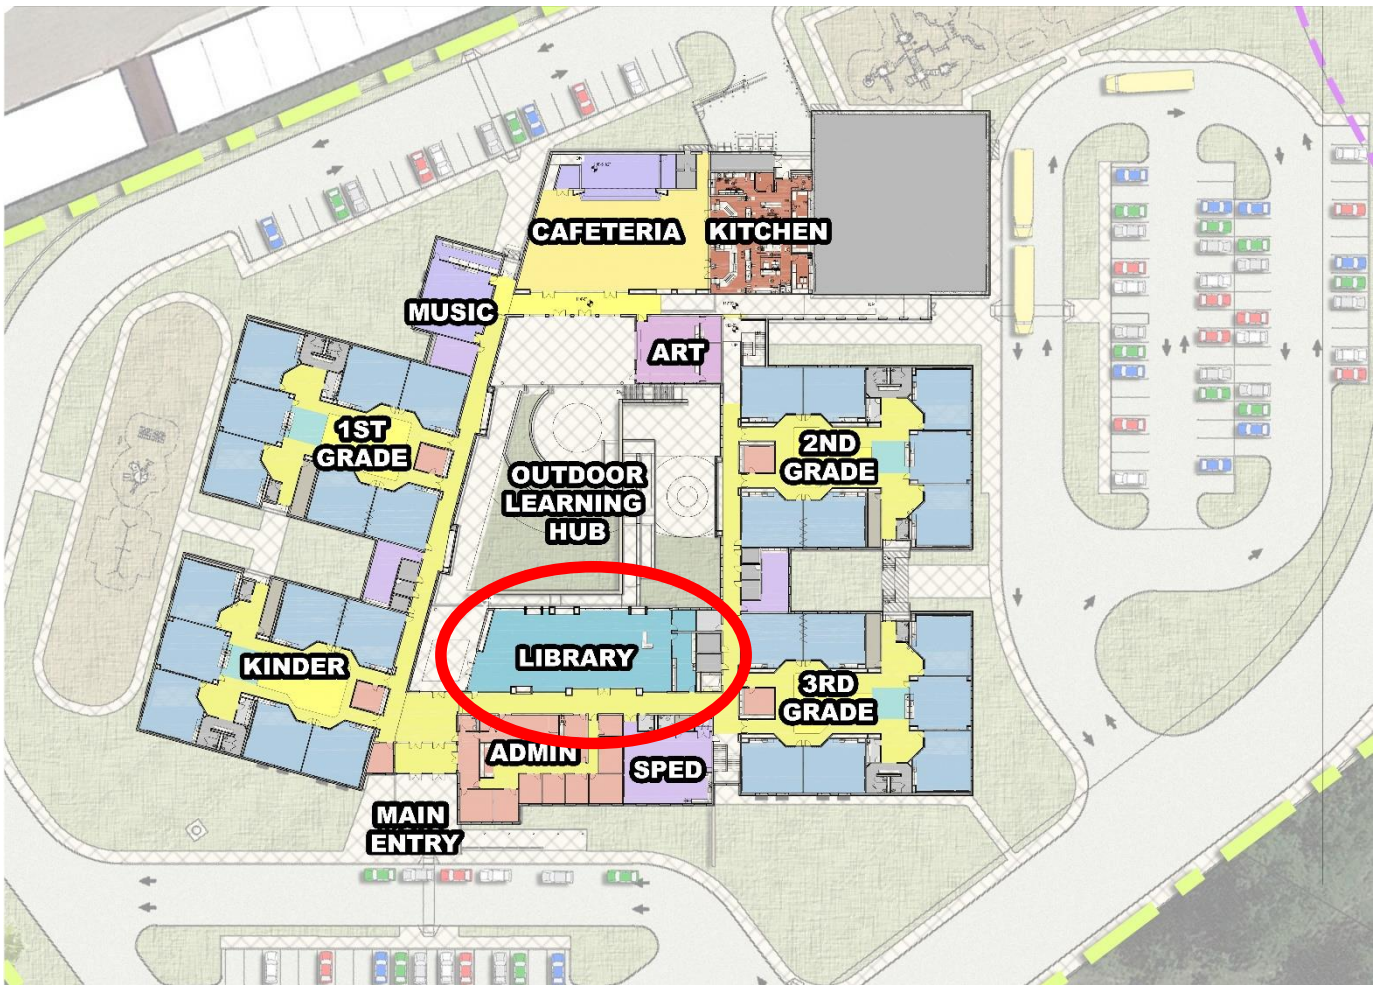 CAFETERIA
KITCHEN
MUSIC
ART
1ST
GRADE
2ND
GRADE
OUTDOOR
LEARNING
HUB
LIBRARY
KINDER
3RD
GRADE
ADMIN
SPED
MAIN
ENTRY